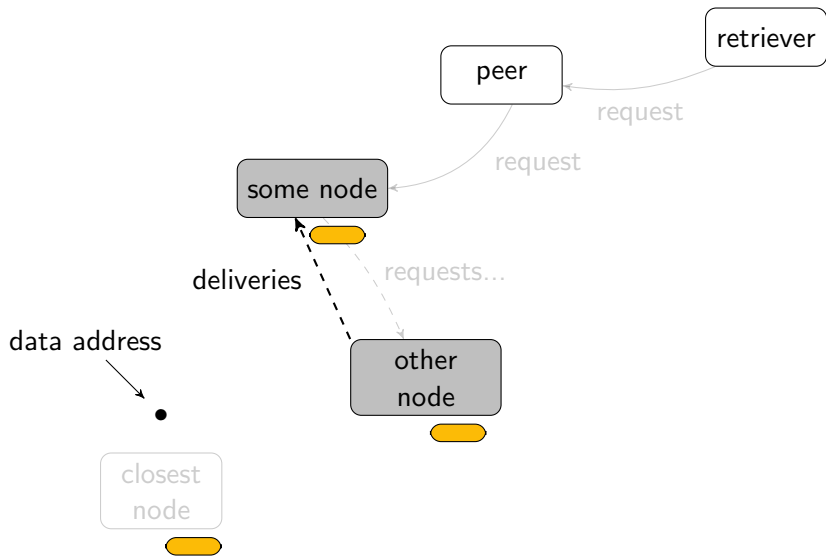 retriever
peer
request
request
some node
deliveries
requests...
data address
other
node
closest
node